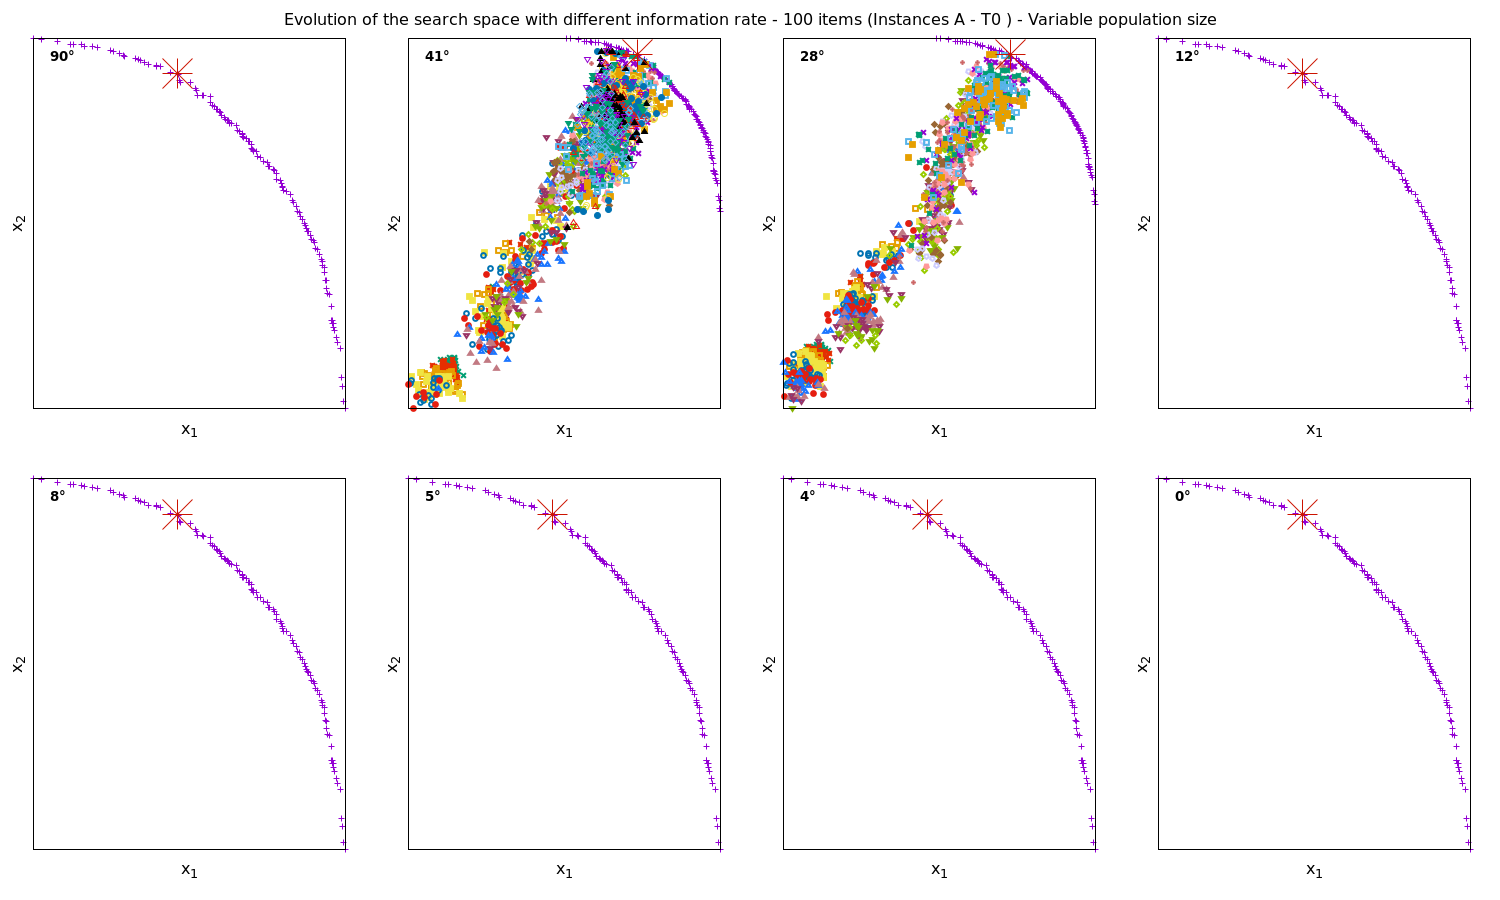 Evolution of the search space with different information rate - 100 items (Instances A - T0 ) - Variable population size
90°
41°
28°
12°
x2
x2
x2
x2
x1
x1
x1
x1
8°
5°
4°
0°
x2
x2
x2
x2
x1
x1
x1
x1